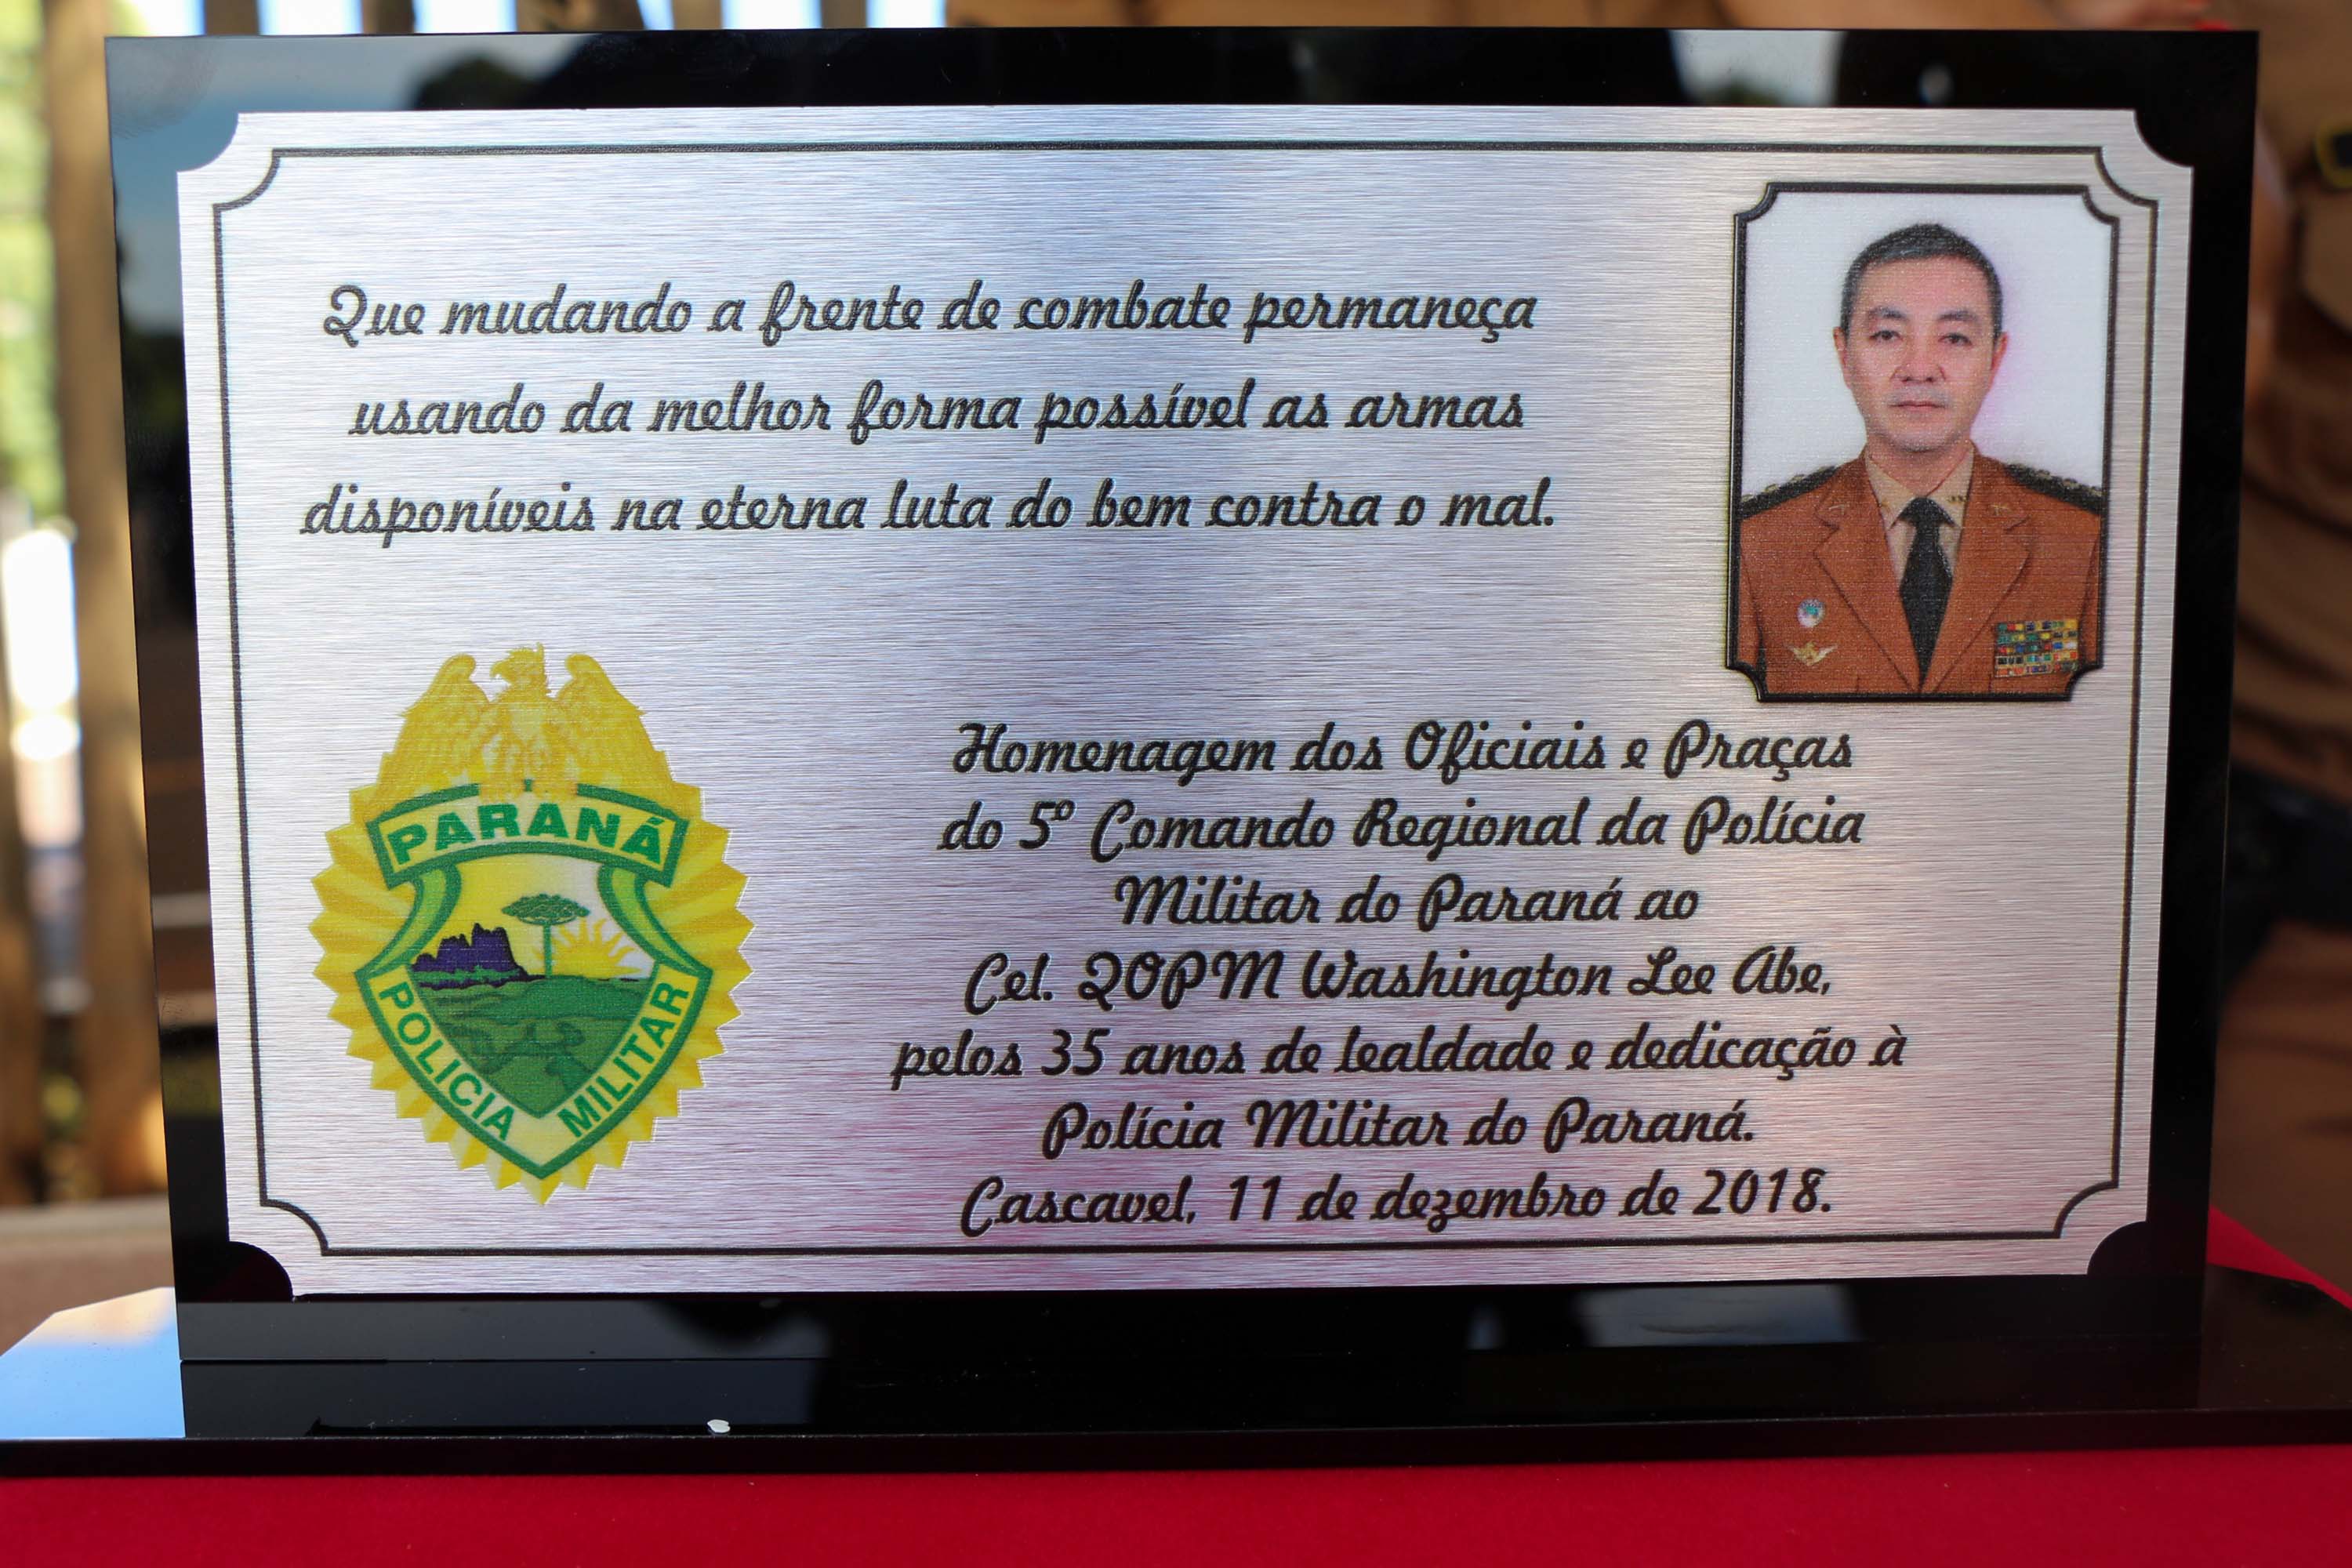 Que mudando a frente de combate permaneça
usando da melhor forma possível as armas
disponíveis na eterna luta do bem contra o mal.
PARANÁ
POLICIA MILITAR
Homenagem dos Oficiais e Praças
do 5º Comando Regional da Polícia
Militar do Paraná ao
Cel. QOPM Washington Lee Abe,
pelos 35 anos de lealdade e dedicação à
Polícia Militar do Paraná.
Cascavel, 11 de dezembro de 2018.